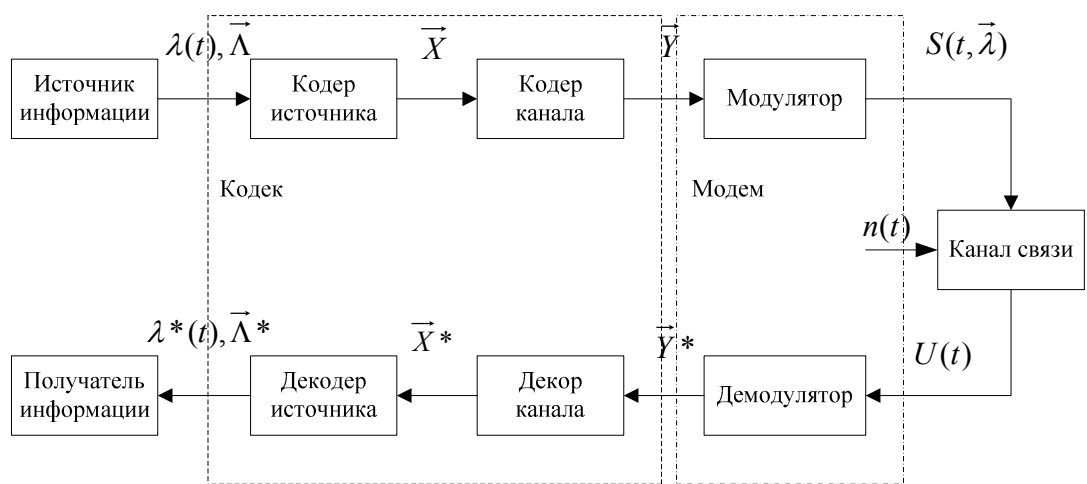 λ(t), Λ⃗
X⃗
Y⃗
S(t, λ⃗)
Источник
информации
Кодер
источника
Кодер
канала
Модулятор
Кодек
Модем
n(t)
Канал связи
λ*(t), Λ⃗*
X⃗*
Y⃗*
U(t)
Получатель
информации
Декодер
источника
Декор
канала
Демодулятор